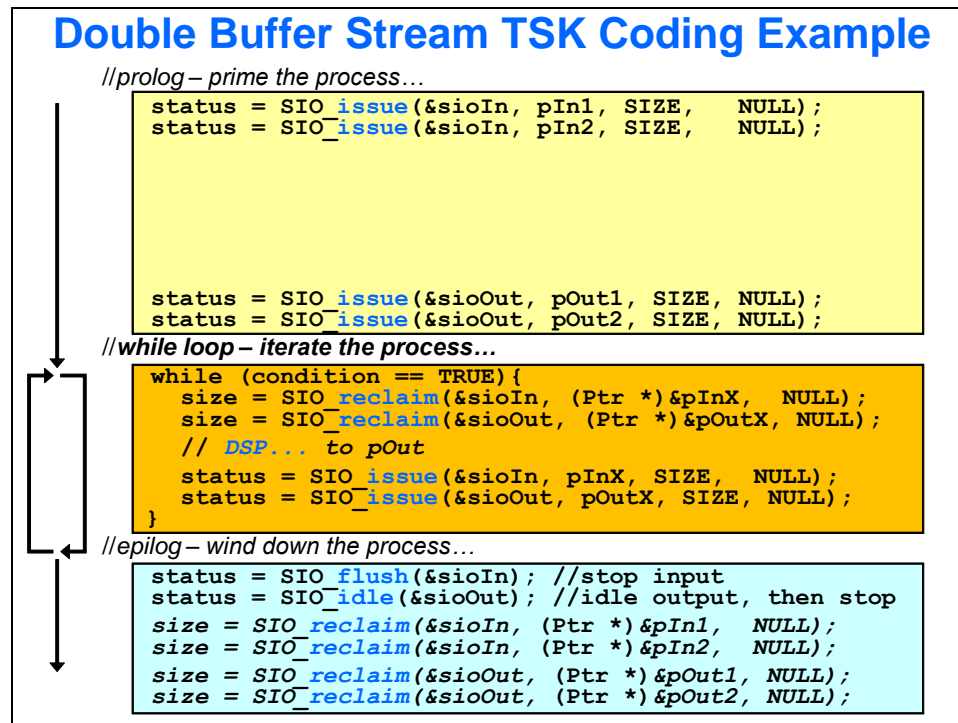 Double Buffer Stream TSK Coding Example
//prolog – prime the process…
status = SIO_issue(&sioIn, pIn1, SIZE, NULL);
status = SIO_issue(&sioIn, pIn2, SIZE, NULL);
status = SIO_issue(&sioOut, pOut1, SIZE, NULL);
status = SIO_issue(&sioOut, pOut2, SIZE, NULL);
//while loop – iterate the process…
while (condition == TRUE){
size = SIO_reclaim(&sioIn, (Ptr *)&pInX, NULL);
size = SIO_reclaim(&sioOut, (Ptr *)&pOutX, NULL);
// DSP... to pOut
status = SIO_issue(&sioIn, pInX, SIZE, NULL);
status = SIO_issue(&sioOut, pOutX, SIZE, NULL);
}
//epilog – wind down the process…
status = SIO_flush(&sioIn); //stop input
status = SIO_idle(&sioOut); //idle output, then stop
size = SIO_reclaim(&sioIn, (Ptr *)&pIn1, NULL);
size = SIO_reclaim(&sioIn, (Ptr *)&pIn2, NULL);
size = SIO_reclaim(&sioOut, (Ptr *)&pOut1, NULL);
size = SIO_reclaim(&sioOut, (Ptr *)&pOut2, NULL);